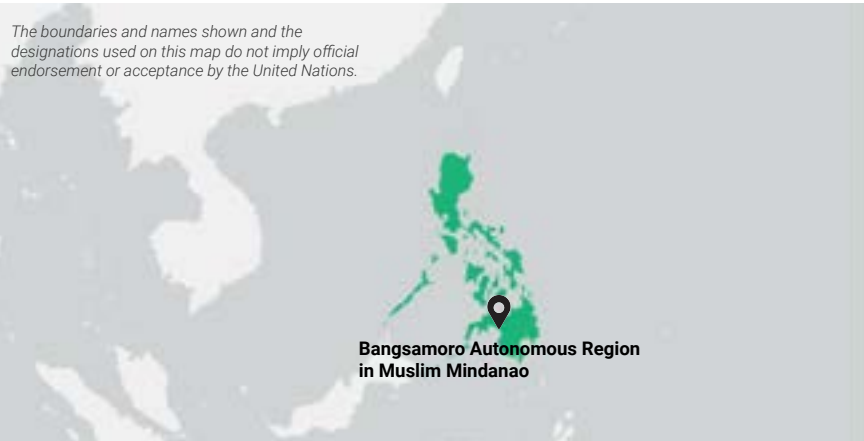 The boundaries and names shown and the
designations used on this map do not imply official
endorsement or acceptance by the United Nations.
Bangsamoro Autonomous Region
in Muslim Mindanao